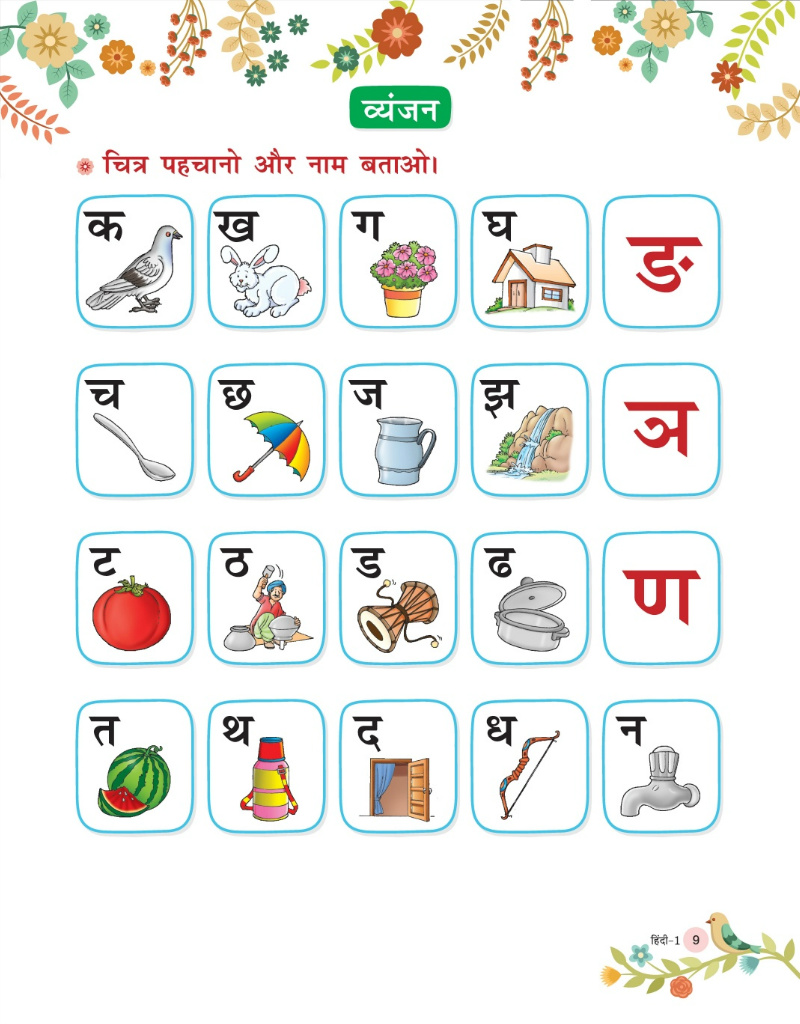 व्यंजन
चित्र पहचानो और नाम बताओ।
क ख ग घ ङ
च छ ज झ ञ
ट ठ ड ढ ण
त थ द ध न
हिंदी-1 9